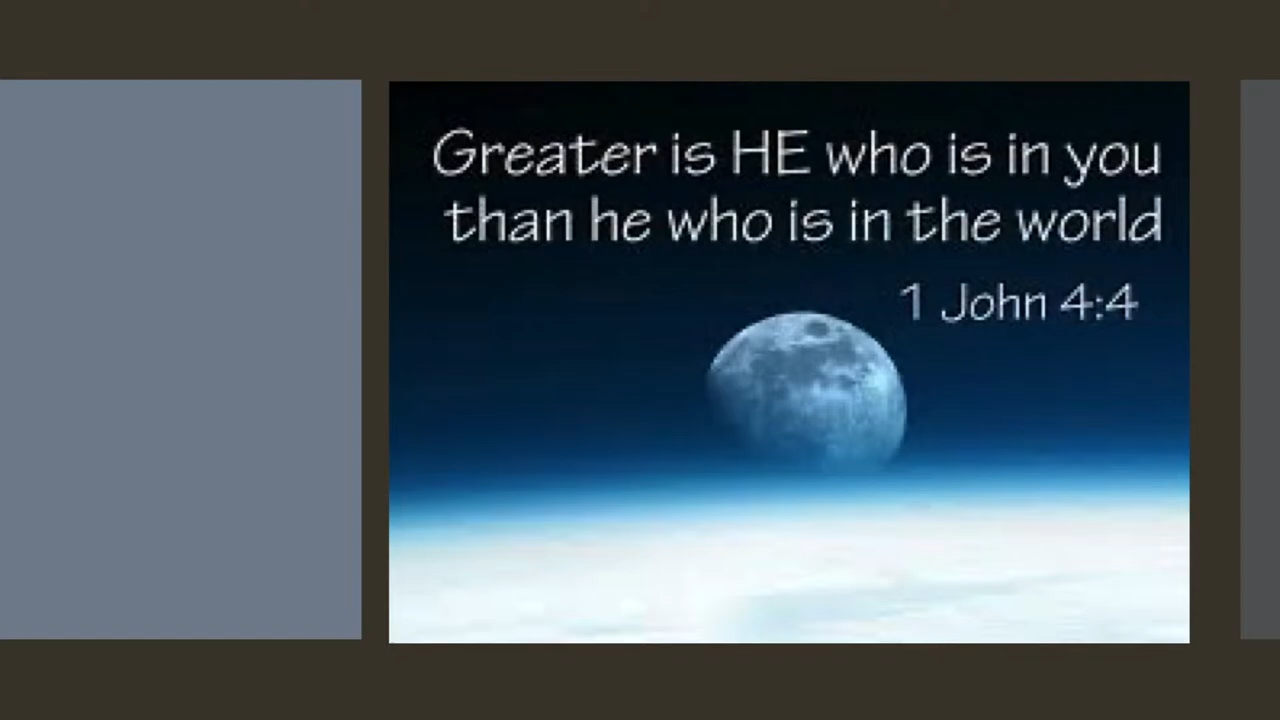 Greater is HE who is in you
than he who is in the world
1 John 4:4